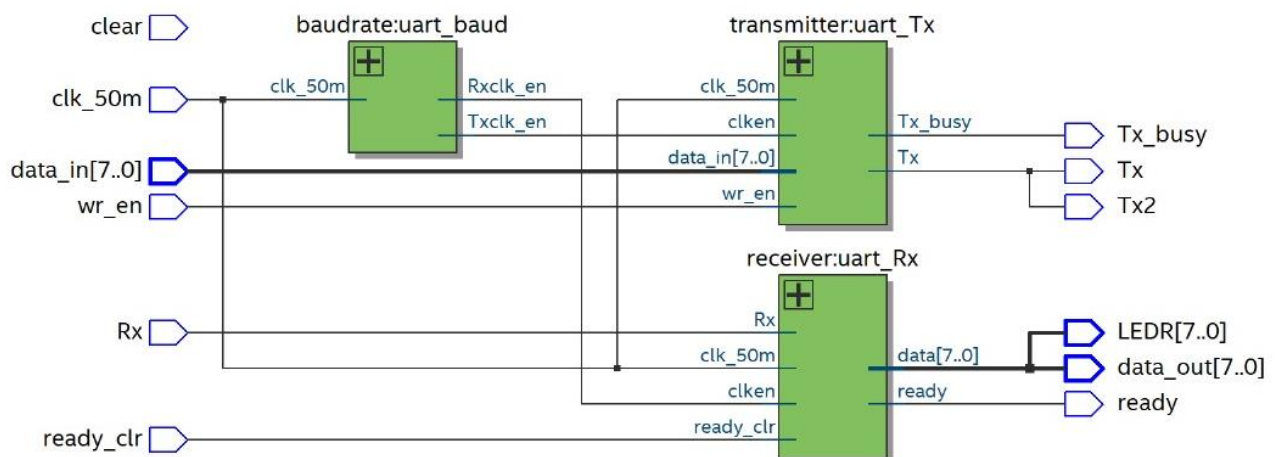 clear
baudrate:uart_baud
transmitter:uart_Tx
clk_50m
clk_50m
Rxclk_en
Txclk_en
clk_50m
clken
data_in[7..0]
wr_en
Tx_busy
Tx
Tx_busy
Tx
Tx2
data_in[7..0]
wr_en
receiver:uart_Rx
Rx
Rx
clk_50m
clken
ready_clr
data[7..0]
ready
LEDR[7..0]
data_out[7..0]
ready
ready_clr